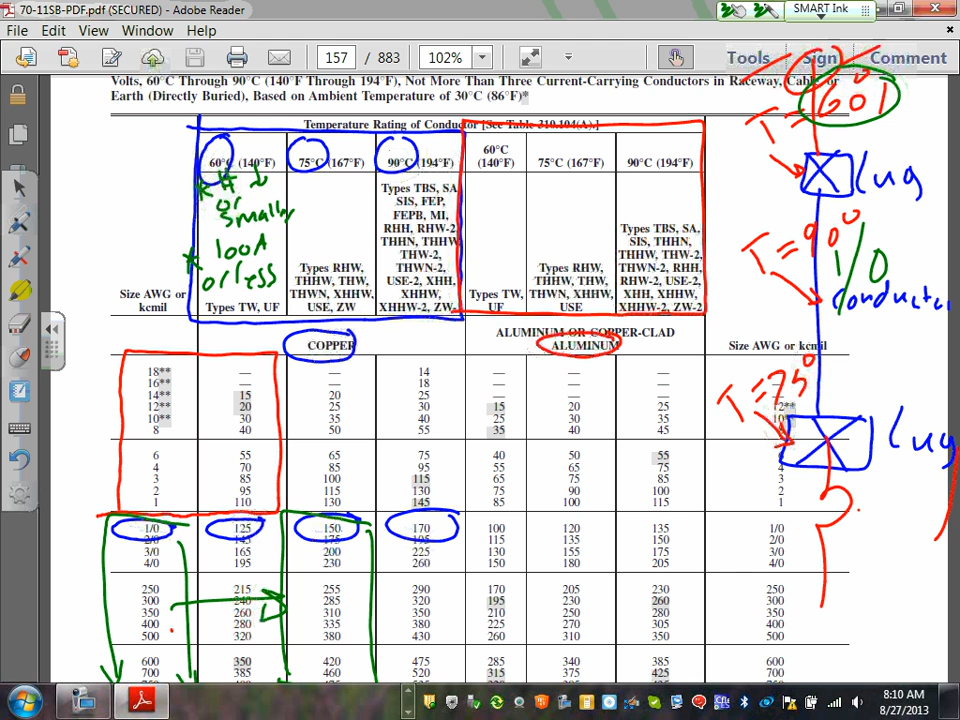 70-11SB-PDF.pdf (SECURED) - Adobe Reader
SMART Ink
File Edit View Window Help
157 / 883 102% Tools Sign Comment
Volts, 60°C Through 90°C (140°F Through 194°F), Not More Than Three Current-Carrying Conductors in Raceway, Cable, or
Earth (Directly Buried), Based on Ambient Temperature of 30°C (86°F)*
Temperature Rating of Conductor [See Table 310.104(A).]
60°C (140°F) 75°C (167°F) 90°C (194°F) 60°C (140°F) 75°C (167°F) 90°C (194°F)
Size AWG or kcmil
Types TW, UF
Types RHW, THHW, THW, THWN, XHHW, USE, ZW
Types TBS, SA, SIS, FEP, FEPB, MI, RHH, RHW-2, THHN, THHW, THW-2, THWN-2, USE-2, XHH, XHHW, XHHW-2, ZW-2
Types TW, UF
Types RHW, THHW, THW, THWN, XHHW, USE
Types TBS, SA, SIS, THHN, THHW, THW-2, THWN-2, RHH, RHW-2, USE-2, XHH, XHHW, XHHW-2, ZW-2
COPPER
ALUMINUM OR COPPER-CLAD ALUMINUM
Size AWG or kcmil
18** — — 14 — — —
16** — — 18 — — —
14** 15 20 25 — — —
12** 20 25 30 15 20 25 12**
10** 30 35 40 25 30 35
8 40 50 55 35 40 45
6 55 65 75 40 50 55
4 70 85 95 55 65 75 4
3 85 100 115 65 75 85 3
2 95 115 130 75 90 100 2
1 110 130 145 85 100 115 1
1/0 125 150 170 100 120 135 1/0
2/0 145 175 195 115 135 150 2/0
3/0 165 200 225 130 155 175 3/0
4/0 195 230 260 150 180 205 4/0
250 215 255 290 170 205 230 250
300 240 285 320 195 230 260 300
350 260 310 350 210 250 280 350
400 280 335 380 225 270 305 400
500 320 380 430 260 310 350 500
600 350 420 475 285 340 385 600
700 385 460 520 315 375 425 700
* #1
or
smaller
* 100A
or less
T = 60°
lug
T = 90°
1/0
conductor
T = 75°
lug
8:10 AM
8/27/2013